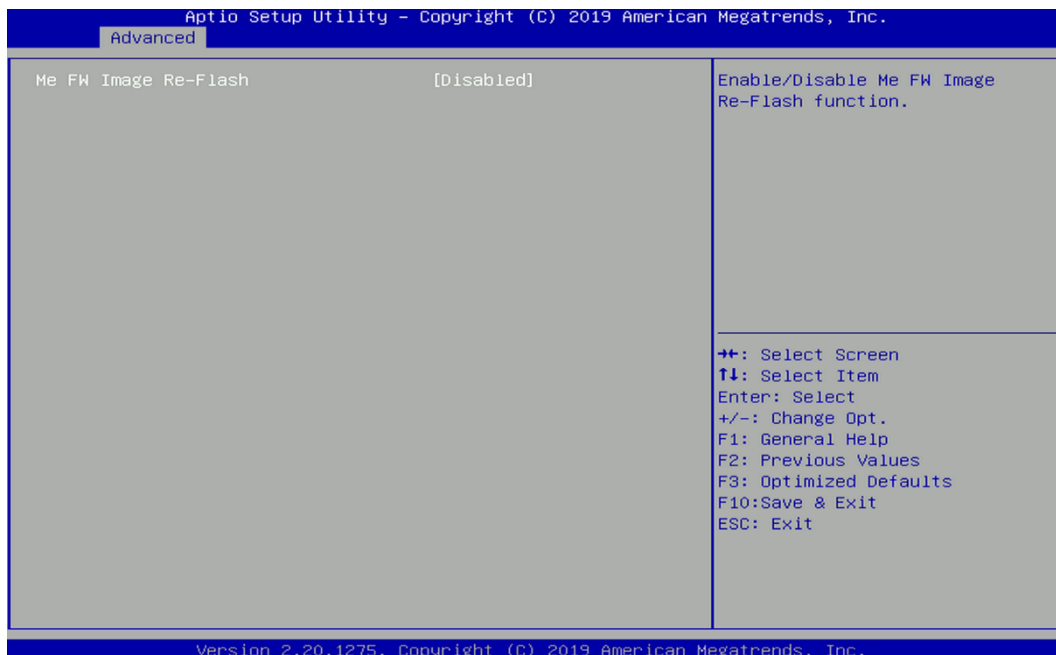 Aptio Setup Utility – Copyright (C) 2019 American Megatrends, Inc.
Advanced
Me FW Image Re-Flash [Disabled]
Enable/Disable Me FW Image
Re-Flash function.
→←: Select Screen
↑↓: Select Item
Enter: Select
+/-: Change Opt.
F1: General Help
F2: Previous Values
F3: Optimized Defaults
F10:Save & Exit
ESC: Exit
Version 2.20.1275. Copyright (C) 2019 American Megatrends, Inc.